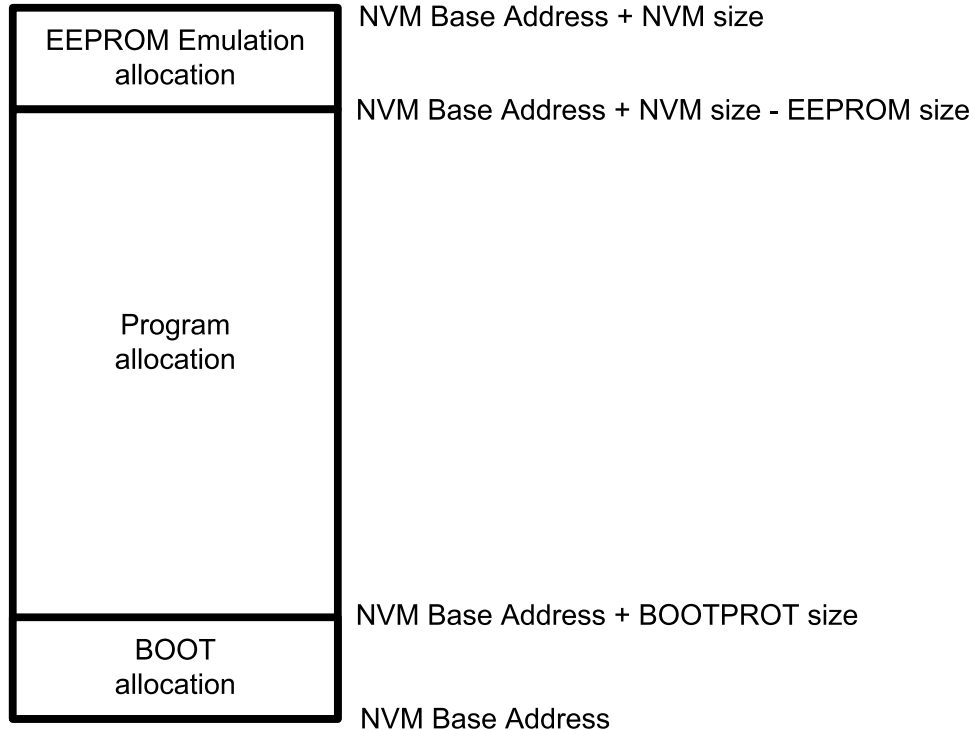 NVM Base Address + NVM size
EEPROM Emulation
allocation
NVM Base Address + NVM size - EEPROM size
Program
allocation
NVM Base Address + BOOTPROT size
BOOT
allocation
NVM Base Address